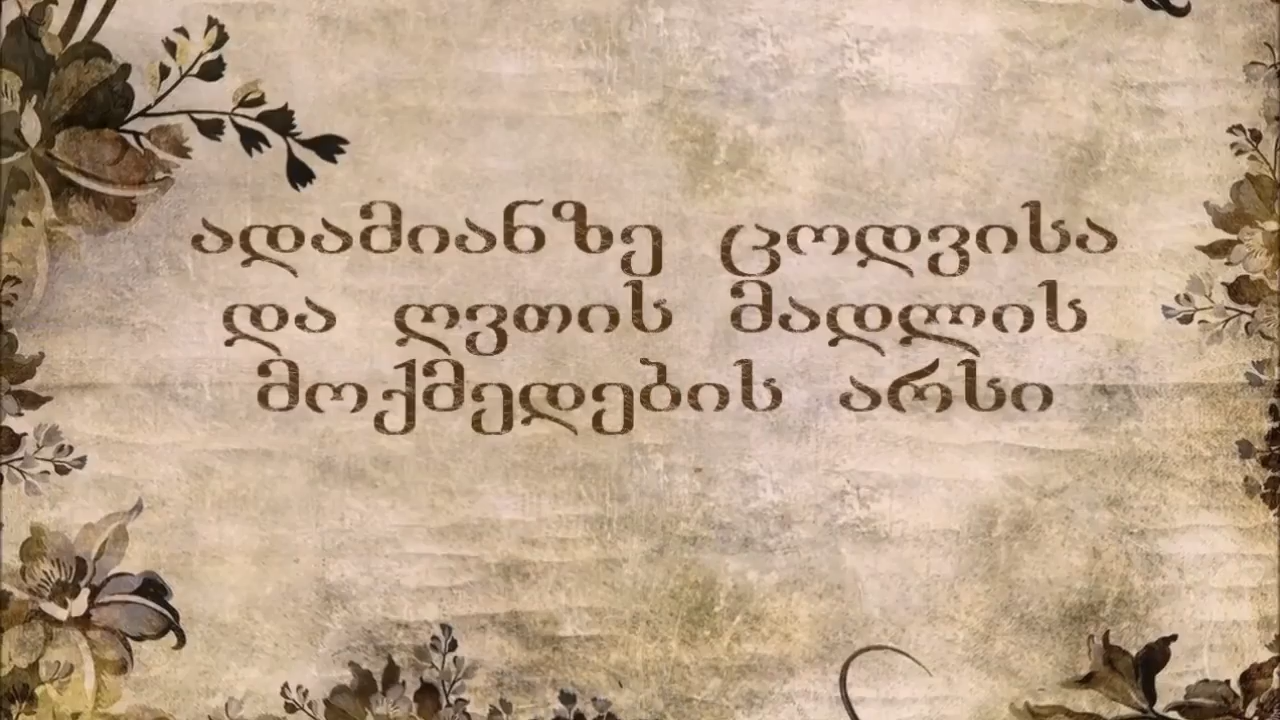 ადამიანზე ცოდვისა
და ღვთის მადლის
მოქმედების არსი